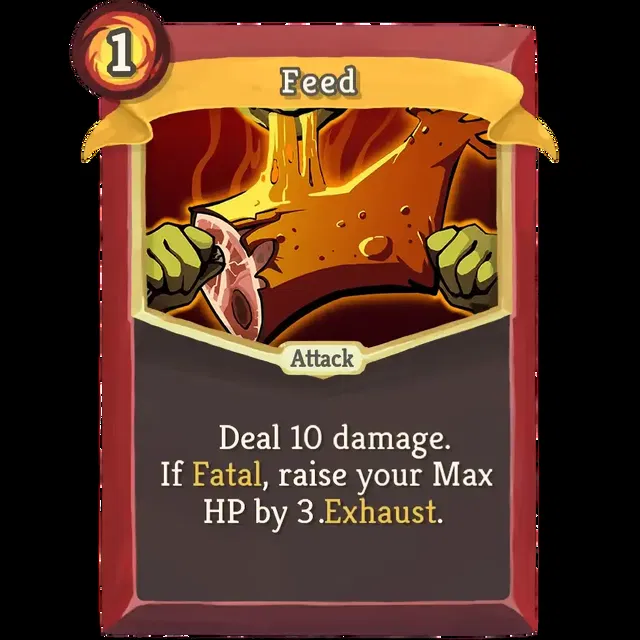 1
Feed
Attack
Deal 10 damage.
If Fatal, raise your Max
HP by 3.Exhaust.